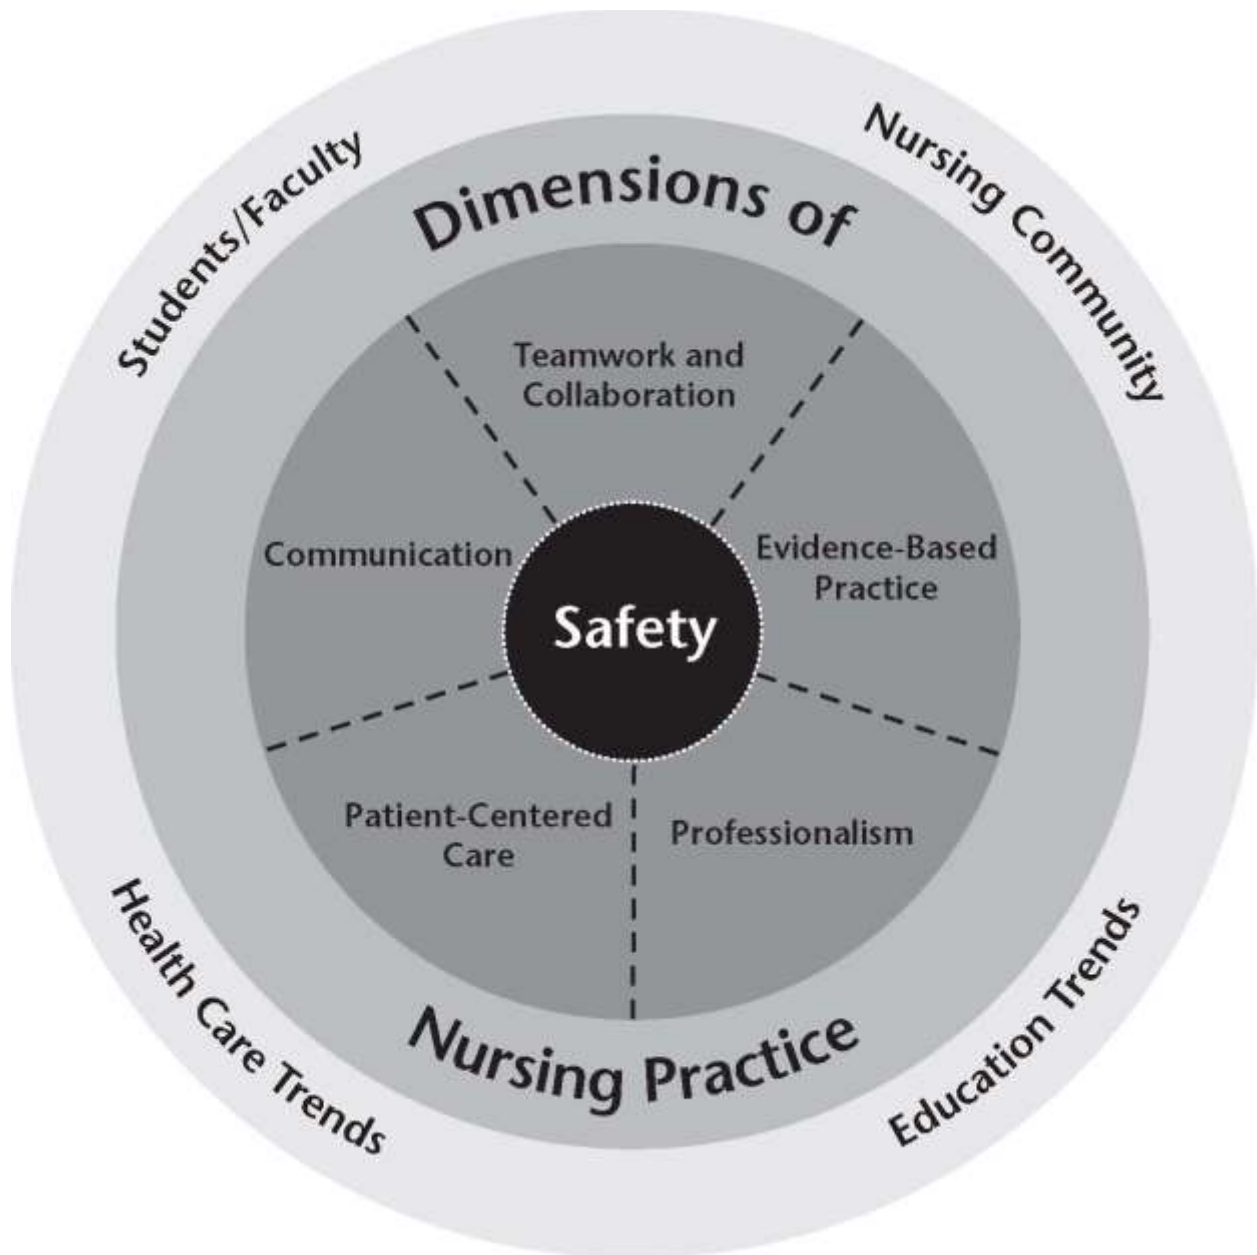 Students/Faculty
Nursing Community
Dimensions of
Teamwork and
Collaboration
Communication
Evidence-Based
Practice
Safety
Patient-Centered
Care
Professionalism
Nursing Practice
Health Care Trends
Education Trends